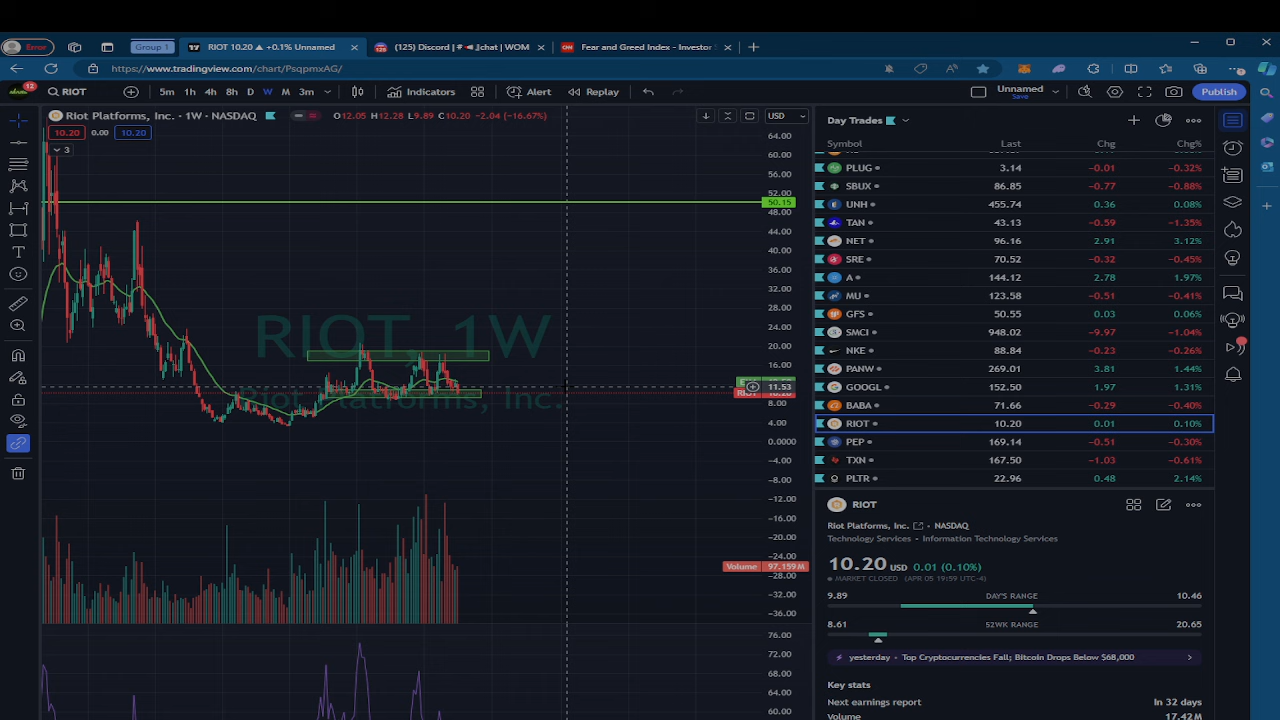 Error
Group 1
RIOT 10.20 ▲ +0.1% Unnamed
(125) Discord | # jchat | WOM
Fear and Greed Index - Investor
https://www.tradingview.com/chart/PsqpmxAG/
12
RIOT
5m 1h 4h 8h D W M 3m
Indicators
Alert
Replay
Unnamed
Save
Publish
Riot Platforms, Inc. · 1W · NASDAQ
O12.05 H12.28 L9.89 C10.20 −2.04 (−16.67%)
USD
10.20 0.00 10.20
3
64.00
60.00
56.00
52.00
50.15
48.00
44.00
40.00
36.00
32.00
28.00
24.00
20.00
16.00
11.53
8.00
4.00
0.0000
−4.00
−8.00
−12.00
−16.00
−20.00
−24.00
Volume 97.159M
−28.00
−32.00
−36.00
76.00
72.00
68.00
64.00
60.00
RIOT, 1W
Riot Platforms, Inc.
Day Trades
Symbol Last Chg Chg%
PLUG 3.14 −0.01 −0.32%
SBUX 86.85 −0.77 −0.88%
UNH 455.74 0.36 0.08%
TAN 43.13 −0.59 −1.35%
NET 96.16 2.91 3.12%
SRE 70.52 −0.32 −0.45%
A 144.12 2.78 1.97%
MU 123.58 −0.51 −0.41%
GFS 50.55 0.03 0.06%
SMCI 948.02 −9.97 −1.04%
NKE 88.84 −0.23 −0.26%
PANW 269.01 3.81 1.44%
GOOGL 152.50 1.97 1.31%
BABA 71.66 −0.29 −0.40%
RIOT 10.20 0.01 0.10%
PEP 169.14 −0.51 −0.30%
TXN 167.50 −1.03 −0.61%
PLTR 22.96 0.48 2.14%
RIOT
Riot Platforms, Inc. · NASDAQ
Technology Services · Information Technology Services
10.20 USD 0.01 (0.10%)
MARKET CLOSED (APR 05 19:59 UTC-4)
9.89 DAY'S RANGE 10.46
8.61 52WK RANGE 20.65
yesterday · Top Cryptocurrencies Fall; Bitcoin Drops Below $68,000
Key stats
Next earnings report In 32 days
Volume 17.42M